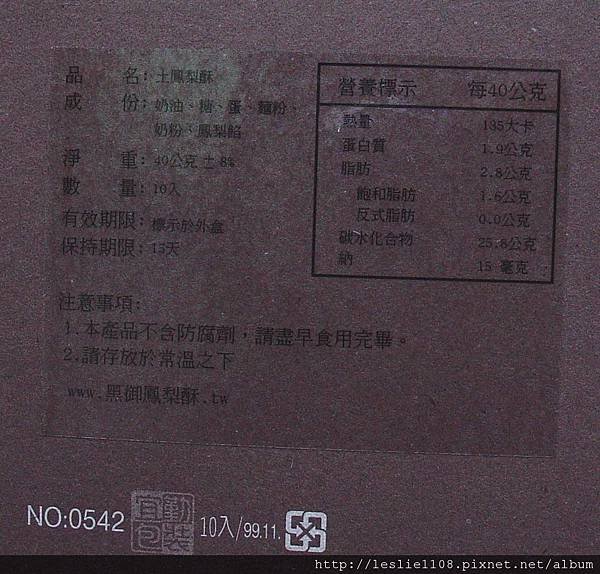 品 名: 土鳳梨酥
成 份: 奶油、糖、蛋、麵粉、
奶粉、鳳梨餡
淨 重: 40公克 ± 8%
數 量: 10入
有效期限: 標示於外盒
保持期限: 15天
營養標示 每40公克
熱量 135大卡
蛋白質 1.9公克
脂肪 2.8公克
飽和脂肪 1.6公克
反式脂肪 0.0公克
碳水化合物 25.8公克
鈉 15 毫克
注意事項:
1.本產品不含防腐劑，請盡早食用完畢。
2.請存放於常溫之下
www.黑御鳳梨酥.tw
NO:0542
宜勤
包裝
10入/99.11.
http://leslie1108.pixnet.net/album